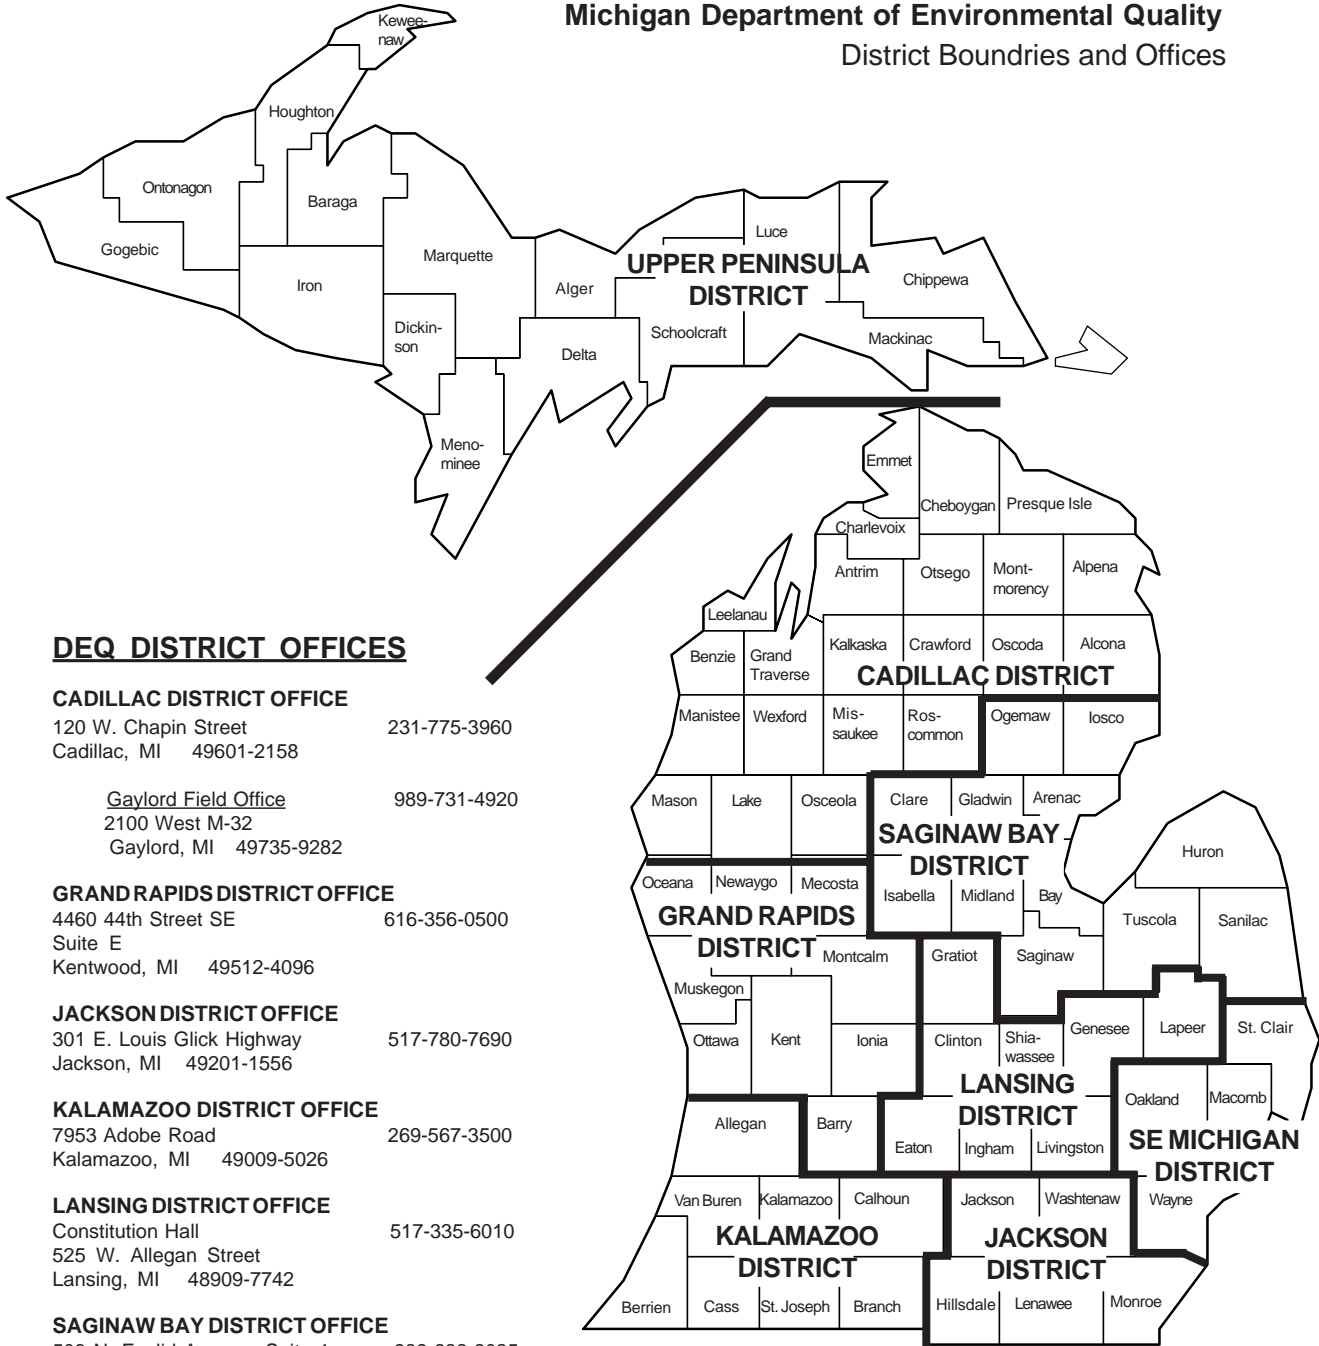 Michigan Department of Environmental Quality
District Boundries and Offices
Kewee-
naw
Houghton
Ontonagon
Baraga
Gogebic
Marquette
Iron
Luce
UPPER PENINSULA
DISTRICT
Alger
Chippewa
Dickin-
son
Schoolcraft
Delta
Mackinac
Meno-
minee
Emmet
Cheboygan
Presque Isle
Charlevoix
Antrim
Otsego
Mont-
morency
Alpena
Leelanau
Benzie
Grand
Traverse
Kalkaska
Crawford
Oscoda
Alcona
CADILLAC DISTRICT
Manistee
Wexford
Mis-
saukee
Ros-
common
Ogemaw
Iosco
Mason
Lake
Osceola
Clare
Gladwin
Arenac
SAGINAW BAY
DISTRICT
Huron
Oceana
Newaygo
Mecosta
Isabella
Midland
Bay
GRAND RAPIDS
DISTRICT
Tuscola
Sanilac
Montcalm
Gratiot
Saginaw
Muskegon
Ottawa
Kent
Ionia
Clinton
Shia-
wassee
Genesee
Lapeer
St. Clair
LANSING
DISTRICT
Oakland
Macomb
Allegan
Barry
Eaton
Ingham
Livingston
SE MICHIGAN
DISTRICT
Van Buren
Kalamazoo
Calhoun
Jackson
Washtenaw
Wayne
KALAMAZOO
DISTRICT
JACKSON
DISTRICT
Berrien
Cass
St. Joseph
Branch
Hillsdale
Lenawee
Monroe
DEQ DISTRICT OFFICES
CADILLAC DISTRICT OFFICE
120 W. Chapin Street 231-775-3960
Cadillac, MI 49601-2158
Gaylord Field Office 989-731-4920
2100 West M-32
Gaylord, MI 49735-9282
GRAND RAPIDS DISTRICT OFFICE
4460 44th Street SE 616-356-0500
Suite E
Kentwood, MI 49512-4096
JACKSON DISTRICT OFFICE
301 E. Louis Glick Highway 517-780-7690
Jackson, MI 49201-1556
KALAMAZOO DISTRICT OFFICE
7953 Adobe Road 269-567-3500
Kalamazoo, MI 49009-5026
LANSING DISTRICT OFFICE
Constitution Hall 517-335-6010
525 W. Allegan Street
Lansing, MI 48909-7742
SAGINAW BAY DISTRICT OFFICE